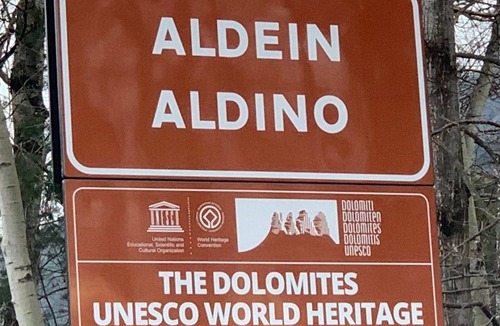 ALDEIN
ALDINO
United Nations
Educational, Scientific and
Cultural Organization
World Heritage
Convention
DOLOMITI
DOLOMITEN
DOLOMITES
DOLOMITIS
UNESCO
THE DOLOMITES
UNESCO WORLD HERITAGE